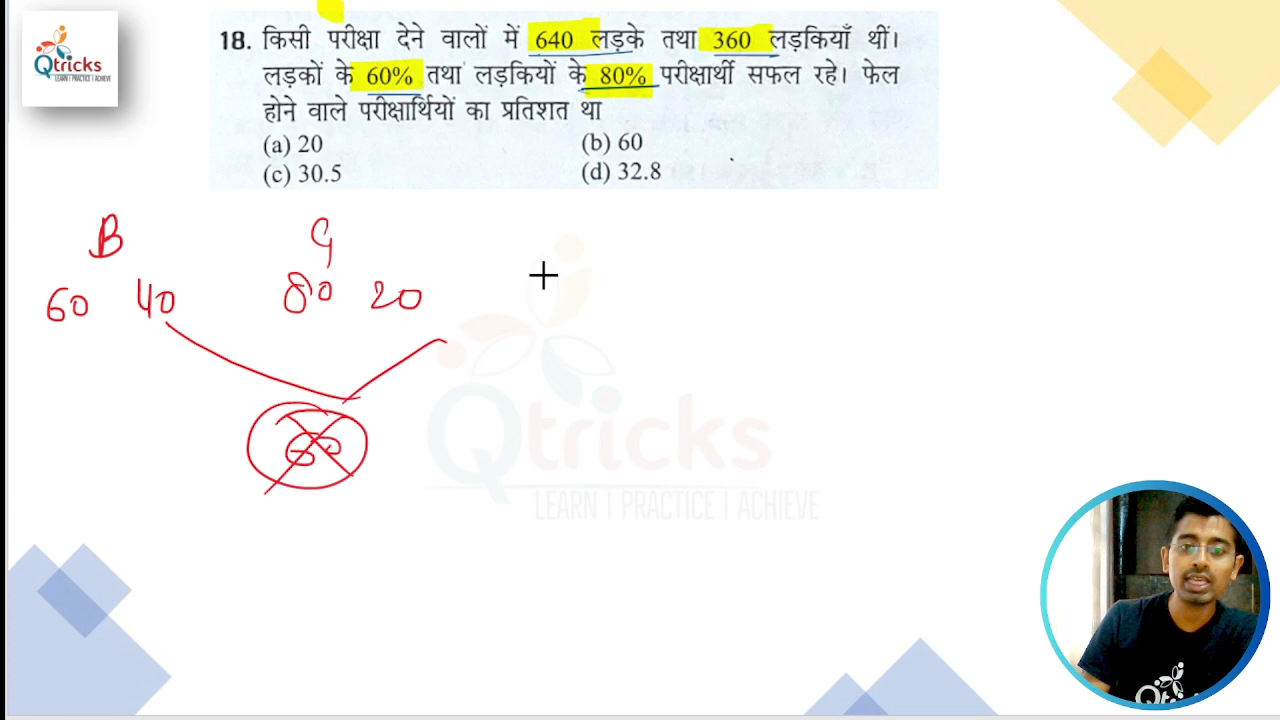 Qtricks
LEARN | PRACTICE | ACHIEVE
18. किसी परीक्षा देने वालों में 640 लड़के तथा 360 लड़कियाँ थीं।
लड़कों के 60% तथा लड़कियों के 80% परीक्षार्थी सफल रहे। फेल
होने वाले परीक्षार्थियों का प्रतिशत था
(a) 20 (b) 60
(c) 30.5 (d) 32.8
B G
60 40 80 20
Qtricks
LEARN | PRACTICE | ACHIEVE